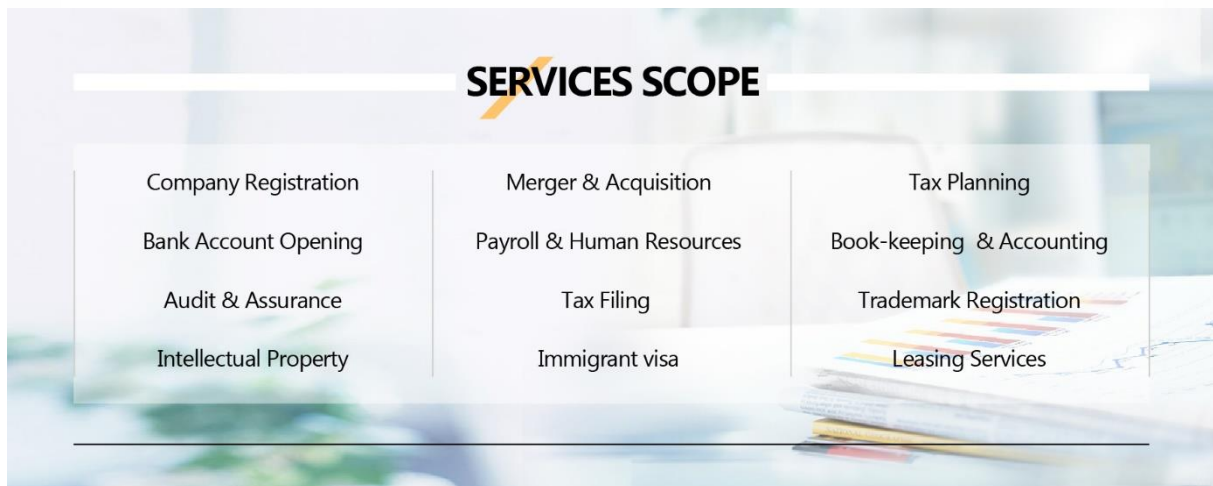 SERVICES SCOPE
Company Registration
Merger & Acquisition
Tax Planning
Bank Account Opening
Payroll & Human Resources
Book-keeping & Accounting
Audit & Assurance
Tax Filing
Trademark Registration
Intellectual Property
Immigrant visa
Leasing Services